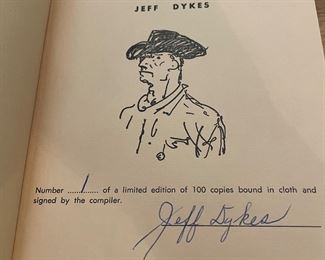 JEFF DYKES
Number ......1...... of a limited edition of 100 copies bound in cloth and
signed by the compiler.
Jeff Dykes